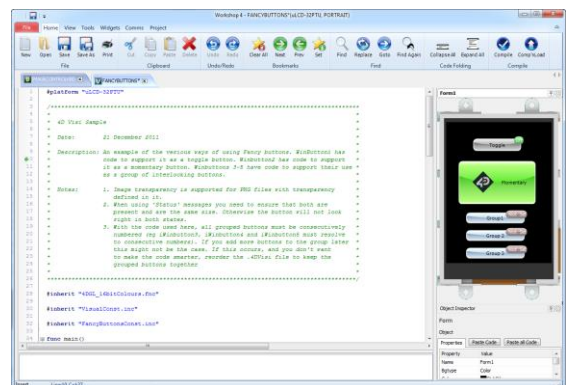 Workshop 4 - FANCYBUTTONS*(uLCD-32PTU, PORTRAIT)
File Home View Tools Widgets Comms Project
New Open Save Save As Print Cut Copy Paste Delete Undo Redo Clear All Next Prev Set Find Replace Goto Find Again Collapse All Expand All Compile Comp'nLoad
File Clipboard Undo/Redo Bookmarks Find Code Folding Compile
FANCYBUTTONS*
#platform "uLCD-32PTU"
4D Visi Sample
Date: 21 December 2011
Description: An example of the various ways of using Fancy buttons. WinButton1 has
code to support it as a toggle button. Winbutton2 has code to support
it as a momentary button. Winbuttons 3-5 have code to support their use
as a group of interlocking buttons.
Notes: 1. Image transparency is supported for PNG files with transparency
defined in it.
2. When using 'Status' messages you need to ensure that both are
present and are the same size. Otherwise the button will not look
right in both states.
3. With the code used here, all grouped buttons must be consecutively
numbered (eg iWinbutton3, iWinbutton4 and iWinbutton5 must resolve
to consecutive numbers). If you add more buttons to the group later
this might not be the case. If this occurs, and you don't want
to make the code smarter, reorder the .4DVisi file to keep the
grouped buttons together
#inherit "4DGL_16bitColours.fnc"
#inherit "VisualConst.inc"
#inherit "FancyButtonsConst.inc"
func main()
Form1
Toggle
Momentary
Group1
Group 2
Group 3
Object Inspector
Form
Object
Properties Paste Code Paste all Code
Property Value
Name Form1
Bgtype Color
Insert